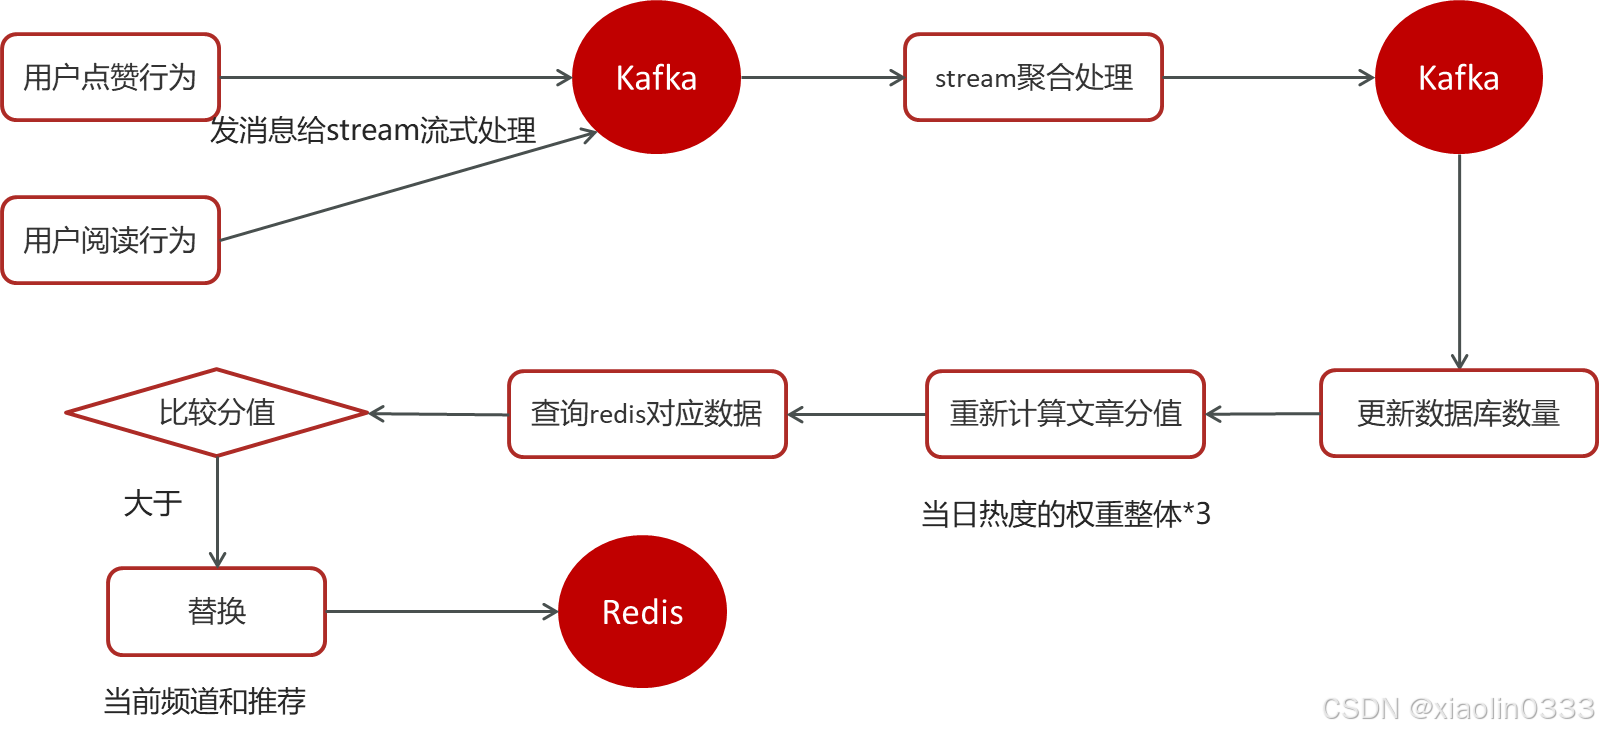 用户点赞行为
Kafka
stream聚合处理
Kafka
发消息给stream流式处理
用户阅读行为
比较分值
查询redis对应数据
重新计算文章分值
更新数据库数量
大于
当日热度的权重整体*3
替换
Redis
当前频道和推荐
CSDN @xiaolin0333